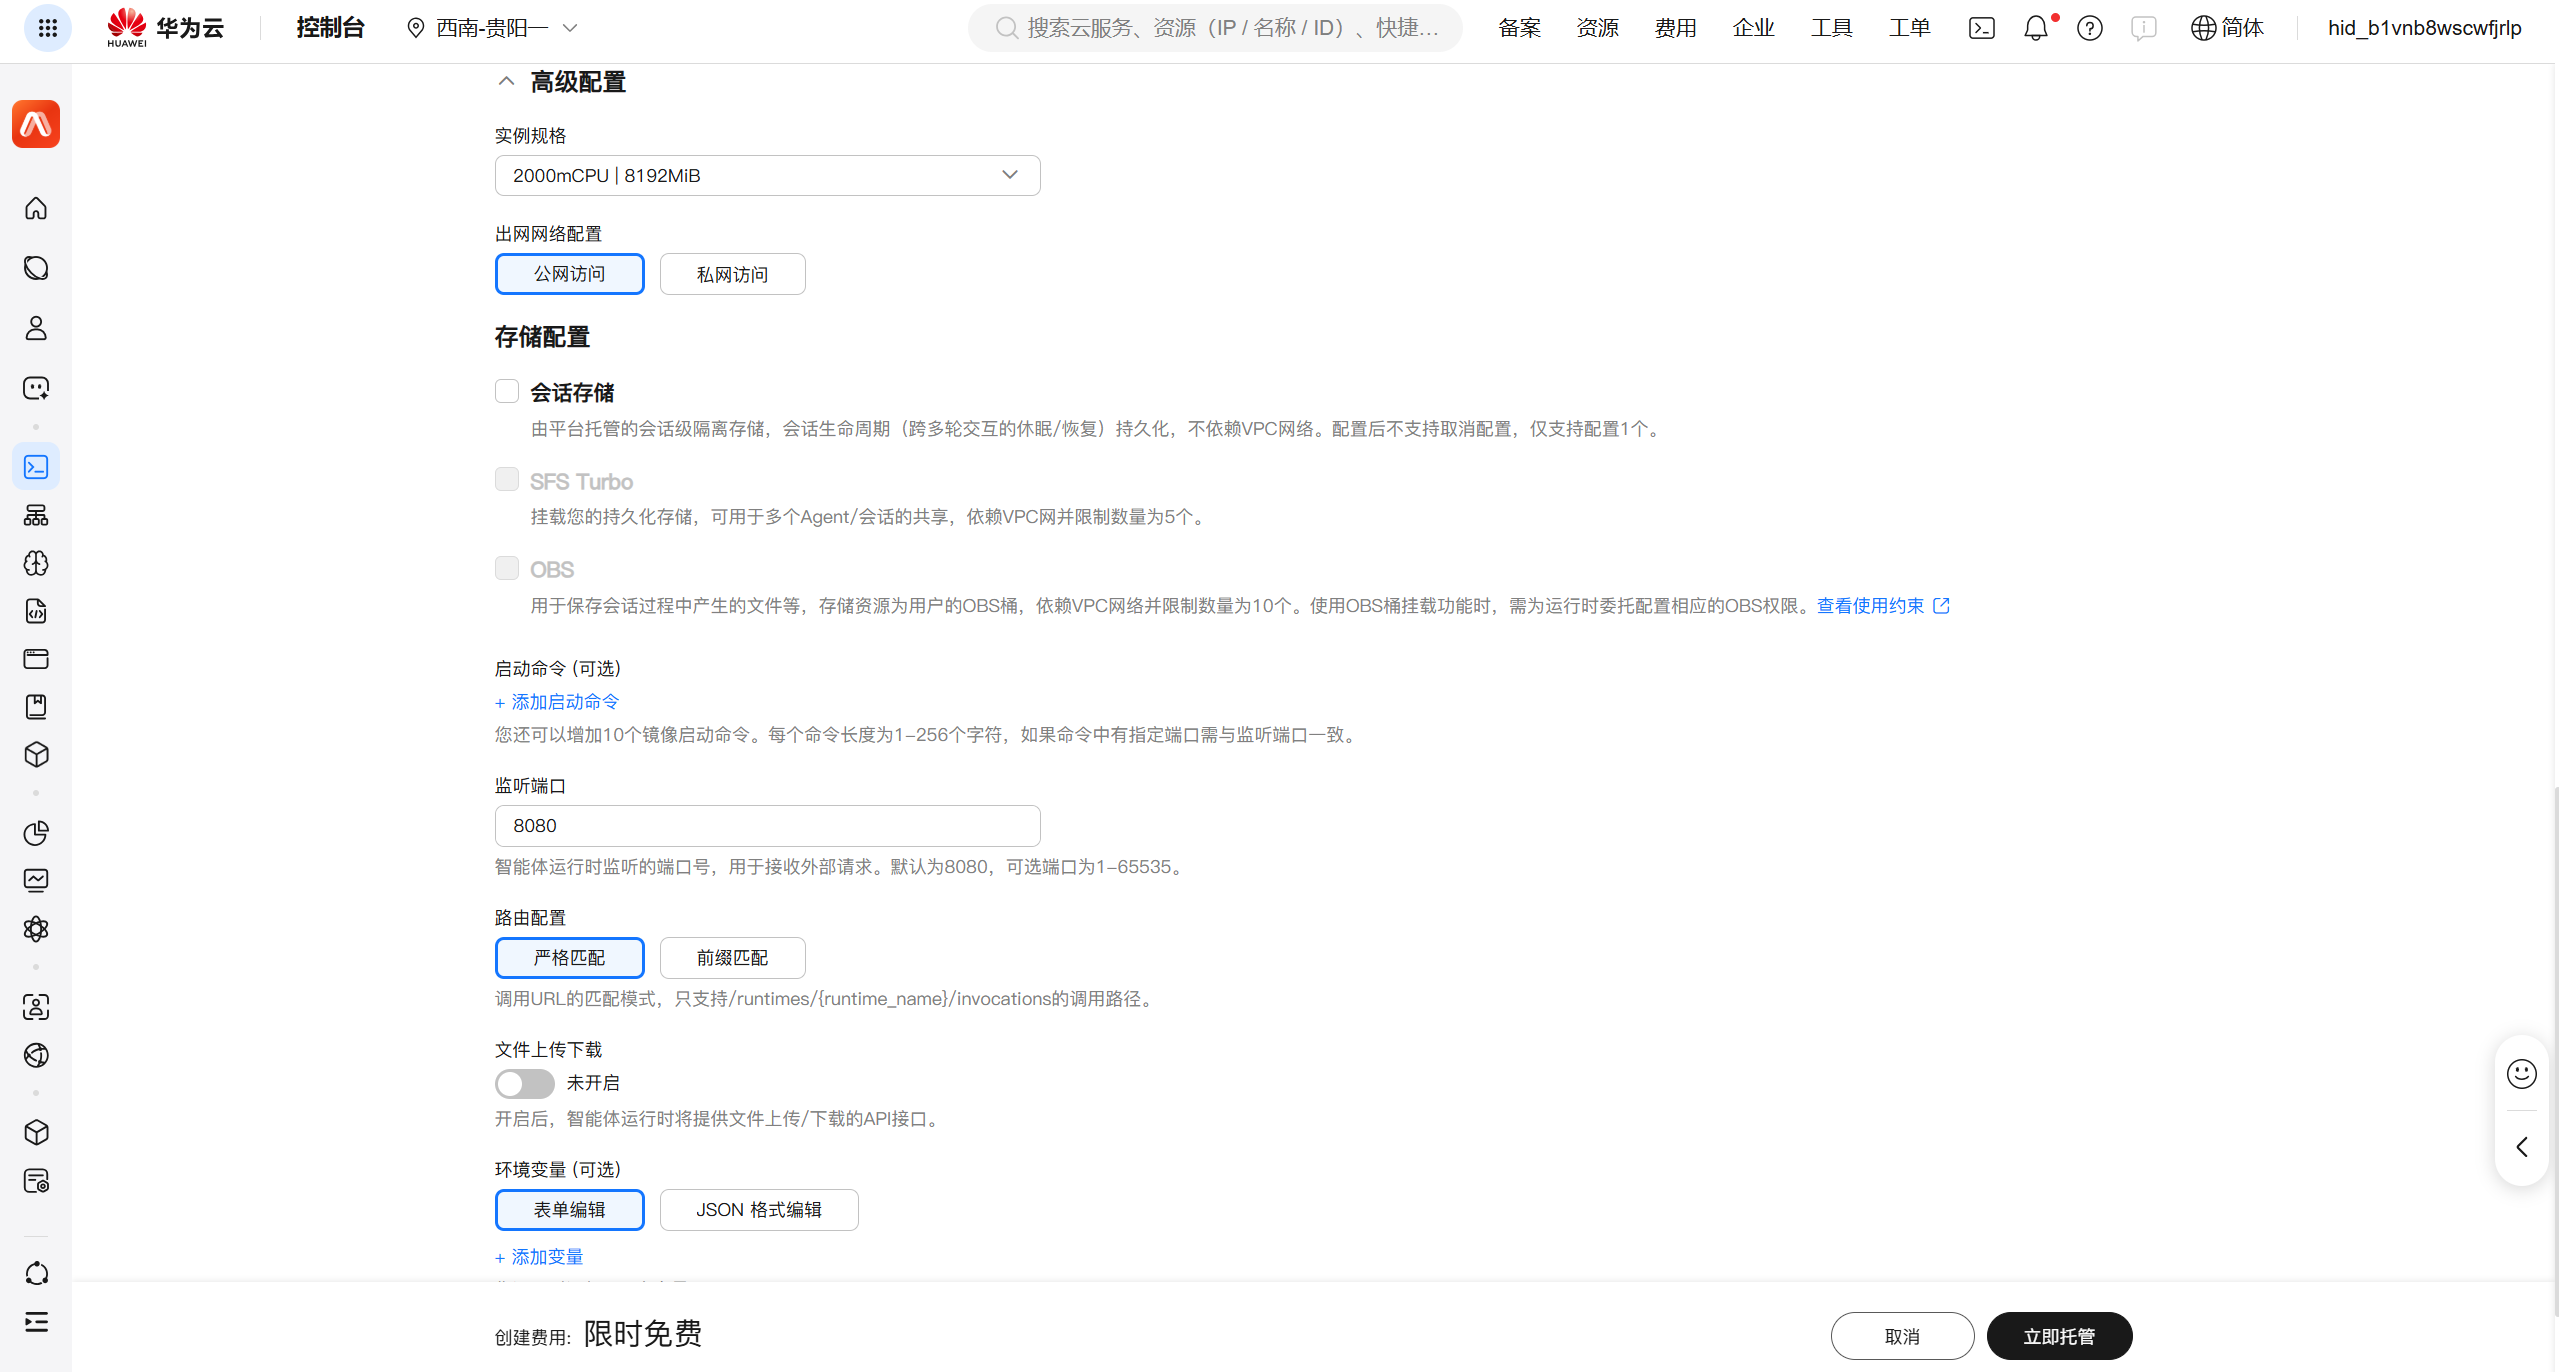 HUAWEI
华为云
控制台
西南-贵阳一
搜索云服务、资源（IP / 名称 / ID）、快捷...
备案
资源
费用
企业
工具
工单
简体
hid_b1vnb8wscwfjrlp
高级配置
实例规格
2000mCPU | 8192MiB
出网网络配置
公网访问
私网访问
存储配置
会话存储
由平台托管的会话级隔离存储，会话生命周期（跨多轮交互的休眠/恢复）持久化，不依赖VPC网络。配置后不支持取消配置，仅支持配置1个。
SFS Turbo
挂载您的持久化存储，可用于多个Agent/会话的共享，依赖VPC网并限制数量为5个。
OBS
用于保存会话过程中产生的文件等，存储资源为用户的OBS桶，依赖VPC网络并限制数量为10个。使用OBS桶挂载功能时，需为运行时委托配置相应的OBS权限。查看使用约束
启动命令 (可选)
+ 添加启动命令
您还可以增加10个镜像启动命令。每个命令长度为1-256个字符，如果命令中有指定端口需与监听端口一致。
监听端口
8080
智能体运行时监听的端口号，用于接收外部请求。默认为8080，可选端口为1-65535。
路由配置
严格匹配
前缀匹配
调用URL的匹配模式，只支持/runtimes/{runtime_name}/invocations的调用路径。
文件上传下载
未开启
开启后，智能体运行时将提供文件上传/下载的API接口。
环境变量 (可选)
表单编辑
JSON 格式编辑
+ 添加变量
创建费用: 限时免费
取消
立即托管